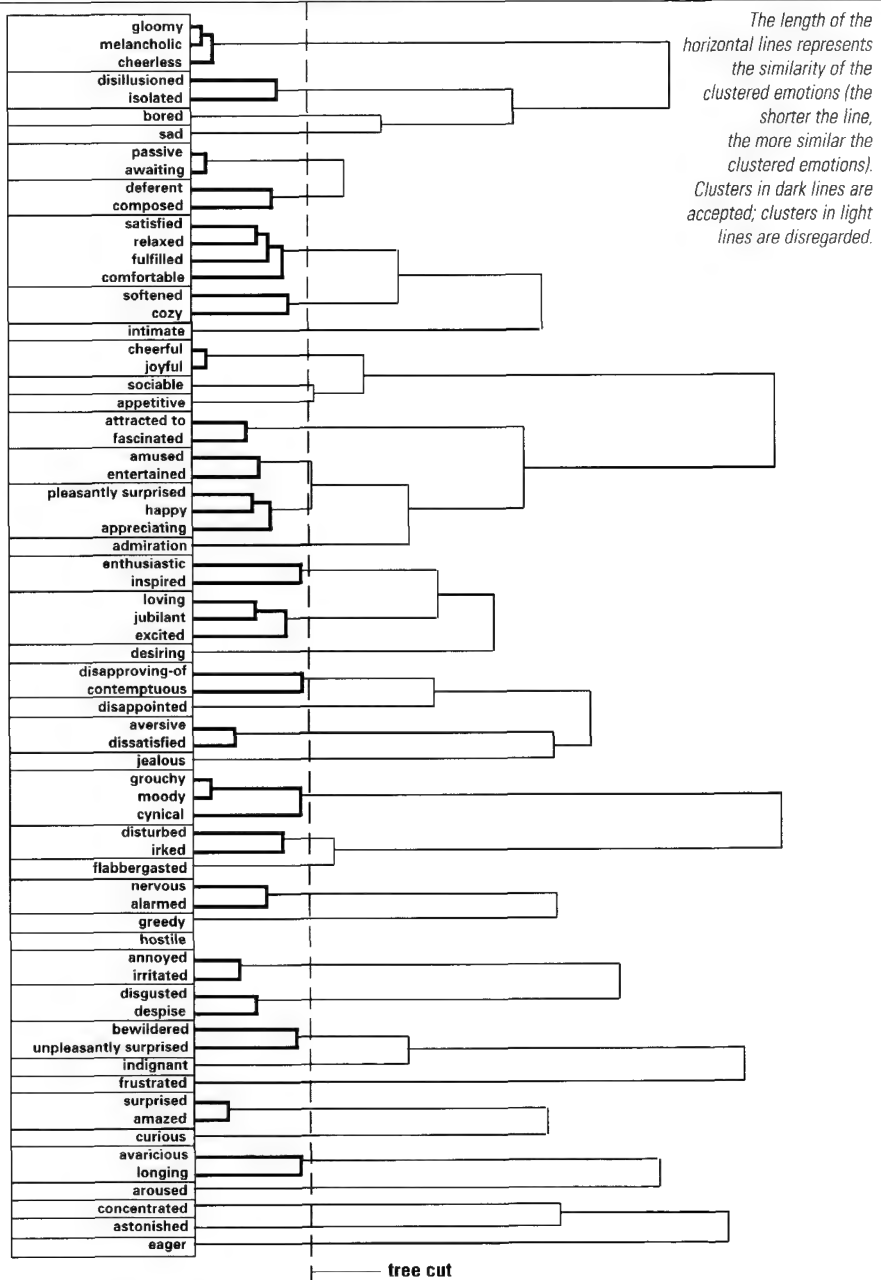 gloomy
melancholic
cheerless
disillusioned
isolated
bored
sad
passive
awaiting
deferent
composed
satisfied
relaxed
fulfilled
comfortable
softened
cozy
intimate
cheerful
joyful
sociable
appetitive
attracted to
fascinated
amused
entertained
pleasantly surprised
happy
appreciating
admiration
enthusiastic
inspired
loving
jubilant
excited
desiring
disapproving-of
contemptuous
disappointed
aversive
dissatisfied
jealous
grouchy
moody
cynical
disturbed
irked
flabbergasted
nervous
alarmed
greedy
hostile
annoyed
irritated
disgusted
despise
bewildered
unpleasantly surprised
indignant
frustrated
surprised
amazed
curious
avaricious
longing
aroused
concentrated
astonished
eager
The length of the
horizontal lines represents
the similarity of the
clustered emotions (the
shorter the line,
the more similar the
clustered emotions).
Clusters in dark lines are
accepted; clusters in light
lines are disregarded.
tree cut